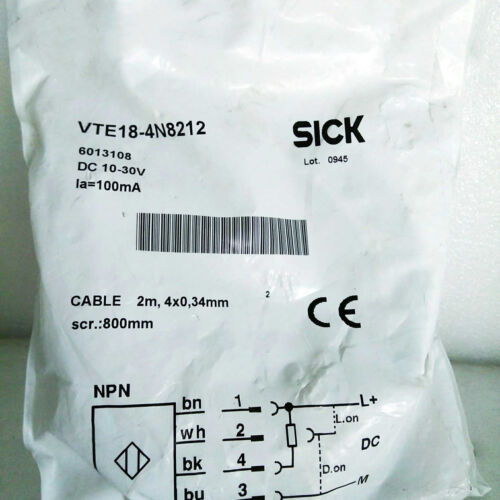 VTE18-4N8212
SICK
6013108
Lot. 0945
DC 10-30V
Ia=100mA
CABLE 2m, 4x0,34mm 2
scr.:800mm
CE
NPN
bn 1 L+
L.on
wh 2
DC
bk 4
D.on
M
bu 3